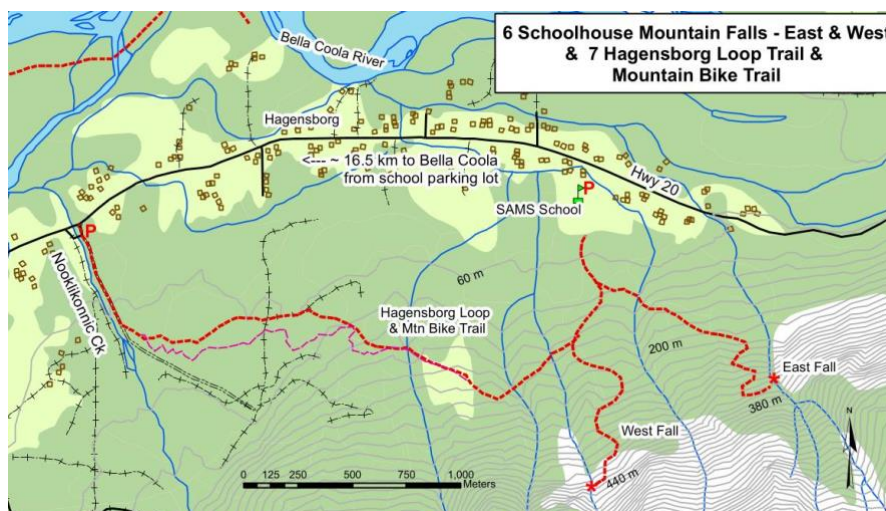 6 Schoolhouse Mountain Falls - East & West
& 7 Hagensborg Loop Trail &
Mountain Bike Trail
Bella Coola
River
Hagensborg
<--- ~ 16.5 km to Bella Coola
from school parking lot
Hwy 20
P
SAMS School
P
Nooklikonnic Ck
60 m
Hagensborg Loop
& Mtn Bike Trail
200 m
East Fall
380 m
West Fall
440 m
N
0 125 250 500 750 1,000
Meters